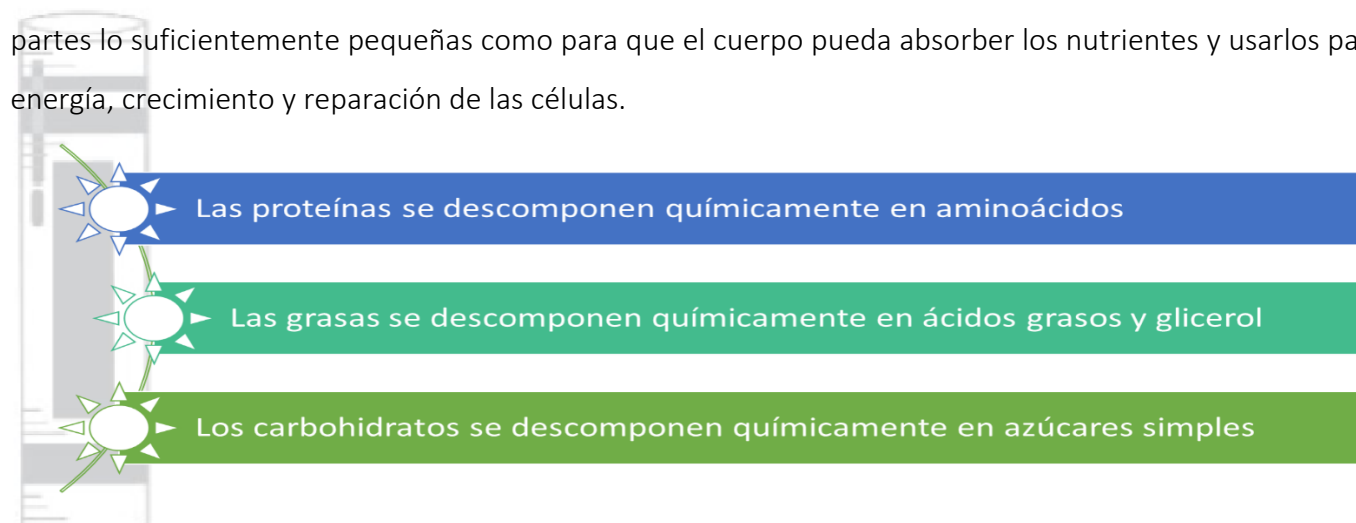 partes lo suficientemente pequeñas como para que el cuerpo pueda absorber los nutrientes y usarlos pa
energía, crecimiento y reparación de las células.
Las proteínas se descomponen químicamente en aminoácidos
Las grasas se descomponen químicamente en ácidos grasos y glicerol
Los carbohidratos se descomponen químicamente en azúcares simples